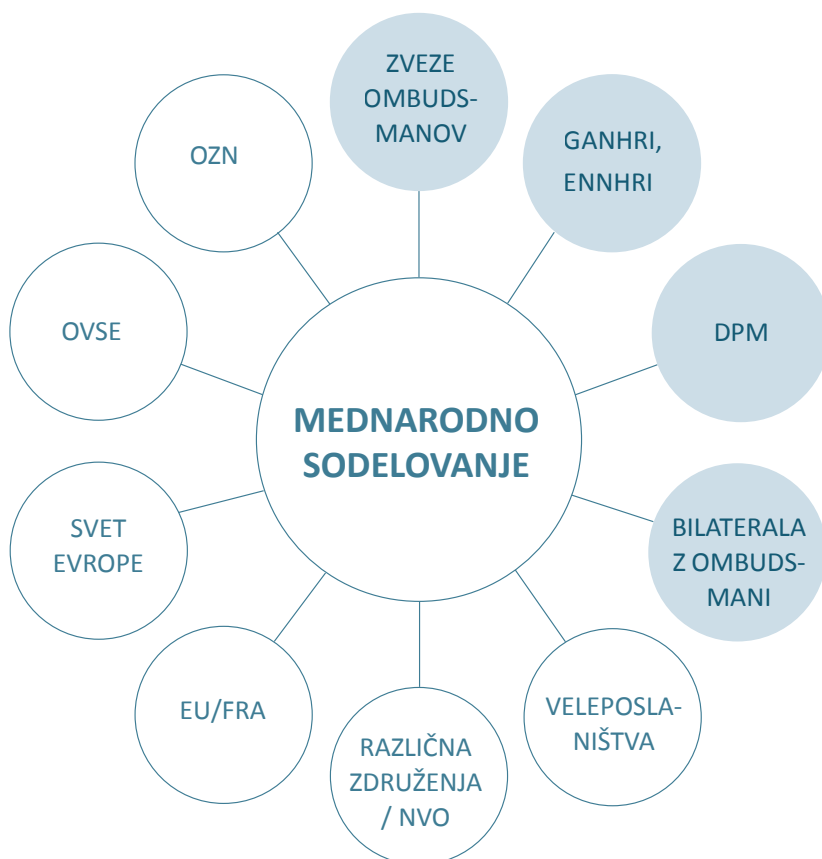 ZVEZE
OMBUDS-
MANOV
GANHRI,
ENNHRI
DPM
BILATERALA
Z OMBUDS-
MANI
VELEPOSLA-
NIŠTVA
RAZLIČNA
ZDRUŽENJA
/ NVO
EU/FRA
SVET
EVROPE
OVSE
OZN
MEDNARODNO
SODELOVANJE